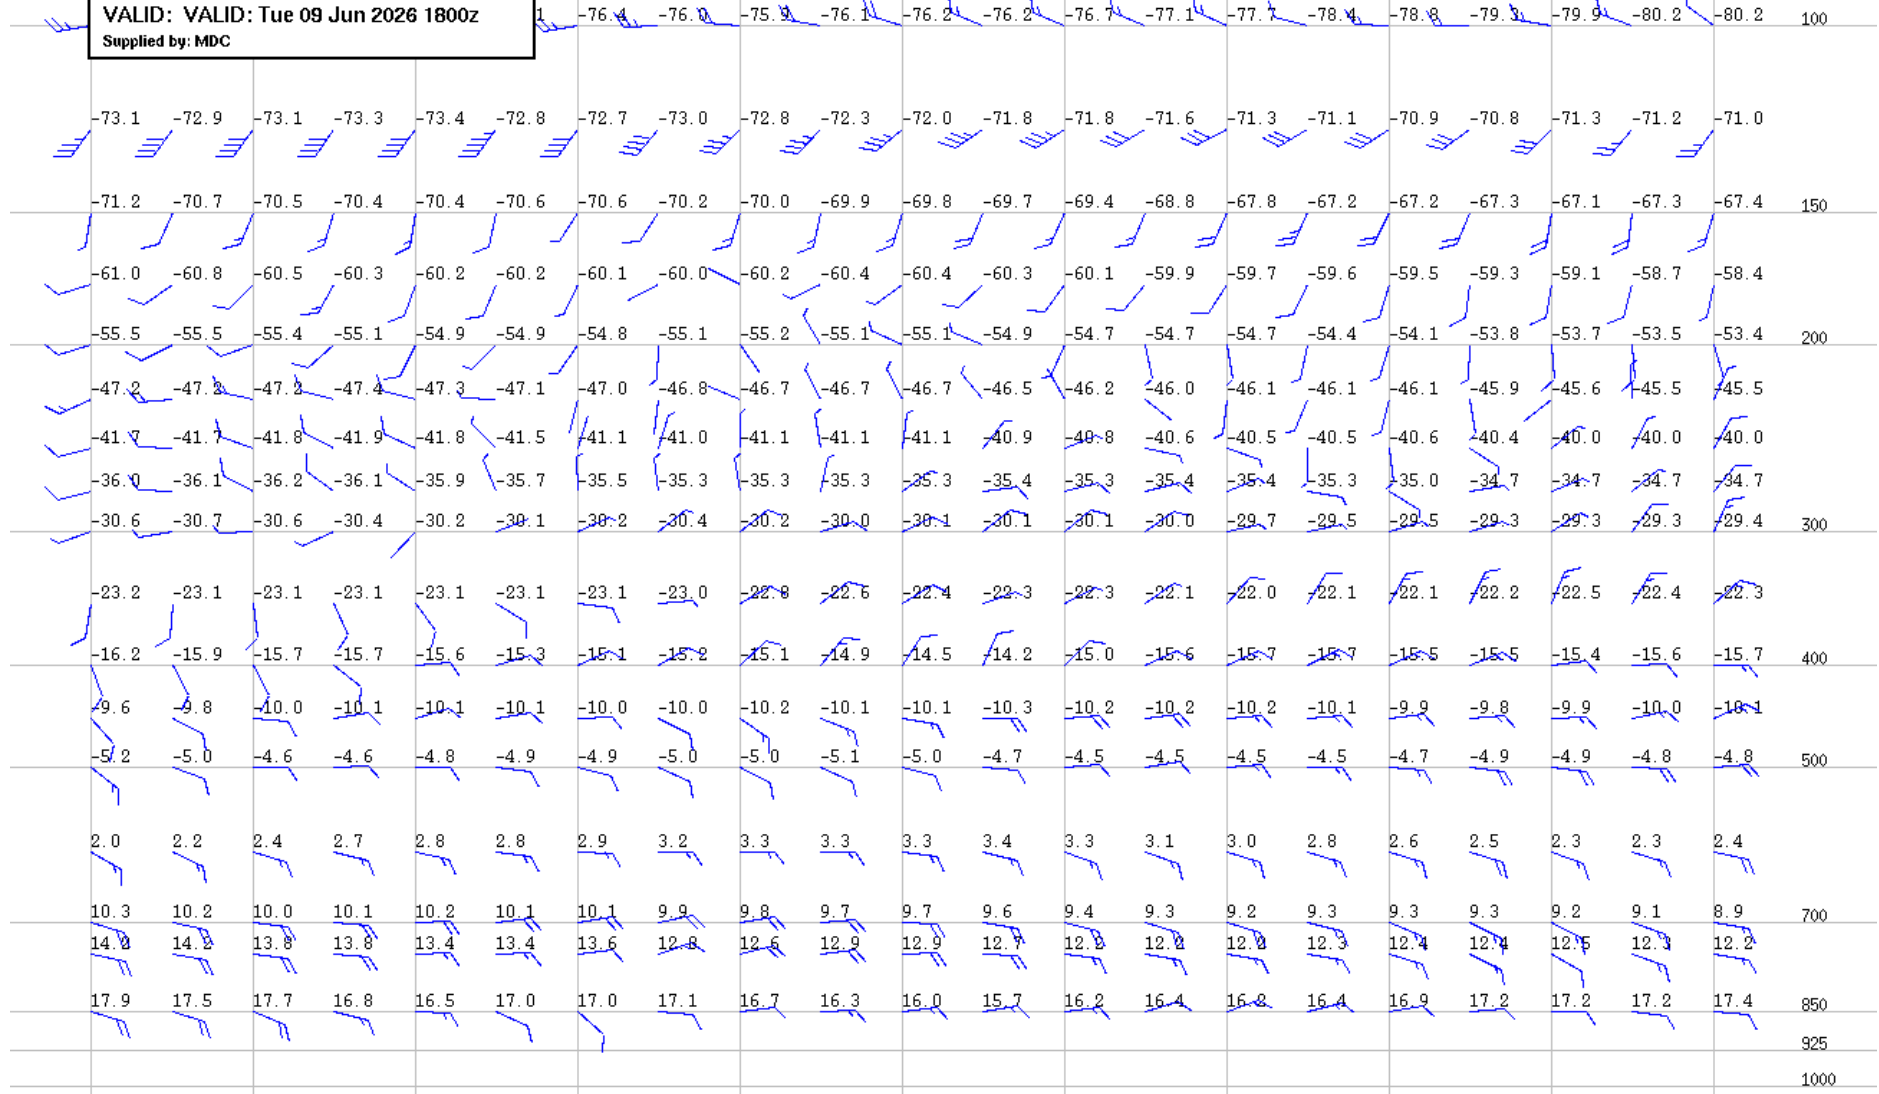 VALID: VALID: Tue 09 Jun 2026 1800z
Supplied by: MDC
1 -76.4 -76.0 -75.9 -76.1 -76.2 -76.2 -76.7 -77.1 -77.7 -78.4 -78.8 -79.3 -79.9 -80.2 -80.2 100
-73.1 -72.9 -73.1 -73.3 -73.4 -72.8 -72.7 -73.0 -72.8 -72.3 -72.0 -71.8 -71.8 -71.6 -71.3 -71.1 -70.9 -70.8 -71.3 -71.2 -71.0
-71.2 -70.7 -70.5 -70.4 -70.4 -70.6 -70.6 -70.2 -70.0 -69.9 -69.8 -69.7 -69.4 -68.8 -67.8 -67.2 -67.2 -67.3 -67.1 -67.3 -67.4 150
-61.0 -60.8 -60.5 -60.3 -60.2 -60.2 -60.1 -60.0 -60.2 -60.4 -60.4 -60.3 -60.1 -59.9 -59.7 -59.6 -59.5 -59.3 -59.1 -58.7 -58.4
-55.5 -55.5 -55.4 -55.1 -54.9 -54.9 -54.8 -55.1 -55.2 -55.1 -55.1 -54.9 -54.7 -54.7 -54.7 -54.4 -54.1 -53.8 -53.7 -53.5 -53.4 200
-47.2 -47.2 -47.2 -47.4 -47.3 -47.1 -47.0 -46.8 -46.7 -46.7 -46.7 -46.5 -46.2 -46.0 -46.1 -46.1 -46.1 -45.9 -45.6 -45.5 -45.5
-41.7 -41.7 -41.8 -41.9 -41.8 -41.5 -41.1 -41.0 -41.1 -41.1 -41.1 -40.9 -40.8 -40.6 -40.5 -40.5 -40.6 -40.4 -40.0 -40.0 -40.0
-36.0 -36.1 -36.2 -36.1 -35.9 -35.7 -35.5 -35.3 -35.3 -35.3 -35.3 -35.4 -35.3 -35.4 -35.4 -35.3 -35.0 -34.7 -34.7 -34.7 -34.7
-30.6 -30.7 -30.6 -30.4 -30.2 -30.1 -30.2 -30.4 -30.2 -30.0 -30.1 -30.1 -30.1 -30.0 -29.7 -29.5 -29.5 -29.3 -29.3 -29.3 -29.4 300
-23.2 -23.1 -23.1 -23.1 -23.1 -23.1 -23.1 -23.0 -22.8 -22.6 -22.4 -22.3 -22.3 -22.1 -22.0 -22.1 -22.1 -22.2 -22.5 -22.4 -22.3
-16.2 -15.9 -15.7 -15.7 -15.6 -15.3 -15.1 -15.2 -15.1 -14.9 -14.5 -14.2 -15.0 -15.6 -15.7 -15.7 -15.5 -15.5 -15.4 -15.6 -15.7 400
-9.6 -9.8 -10.0 -10.1 -10.1 -10.1 -10.0 -10.0 -10.2 -10.1 -10.1 -10.3 -10.2 -10.2 -10.2 -10.1 -9.9 -9.8 -9.9 -10.0 -10.1
-5.2 -5.0 -4.6 -4.6 -4.8 -4.9 -4.9 -5.0 -5.0 -5.1 -5.0 -4.7 -4.5 -4.5 -4.5 -4.5 -4.7 -4.9 -4.9 -4.8 -4.8 500
2.0 2.2 2.4 2.7 2.8 2.8 2.9 3.2 3.3 3.3 3.3 3.4 3.3 3.1 3.0 2.8 2.6 2.5 2.3 2.3 2.4
10.3 10.2 10.0 10.1 10.2 10.1 10.1 9.9 9.8 9.7 9.7 9.6 9.4 9.3 9.2 9.3 9.3 9.3 9.2 9.1 8.9 700
14.2 13.8 13.8 13.4 13.4 13.6 12.8 12.6 12.9 12.9 12.7 12.2 12.2 12.3 12.4 12.4 12.5 12.3 12.2
17.9 17.5 17.7 16.8 16.5 17.0 17.0 17.1 16.7 16.3 16.0 15.7 16.2 16.4 16.2 16.4 16.9 17.2 17.2 17.2 17.4 850
925
1000